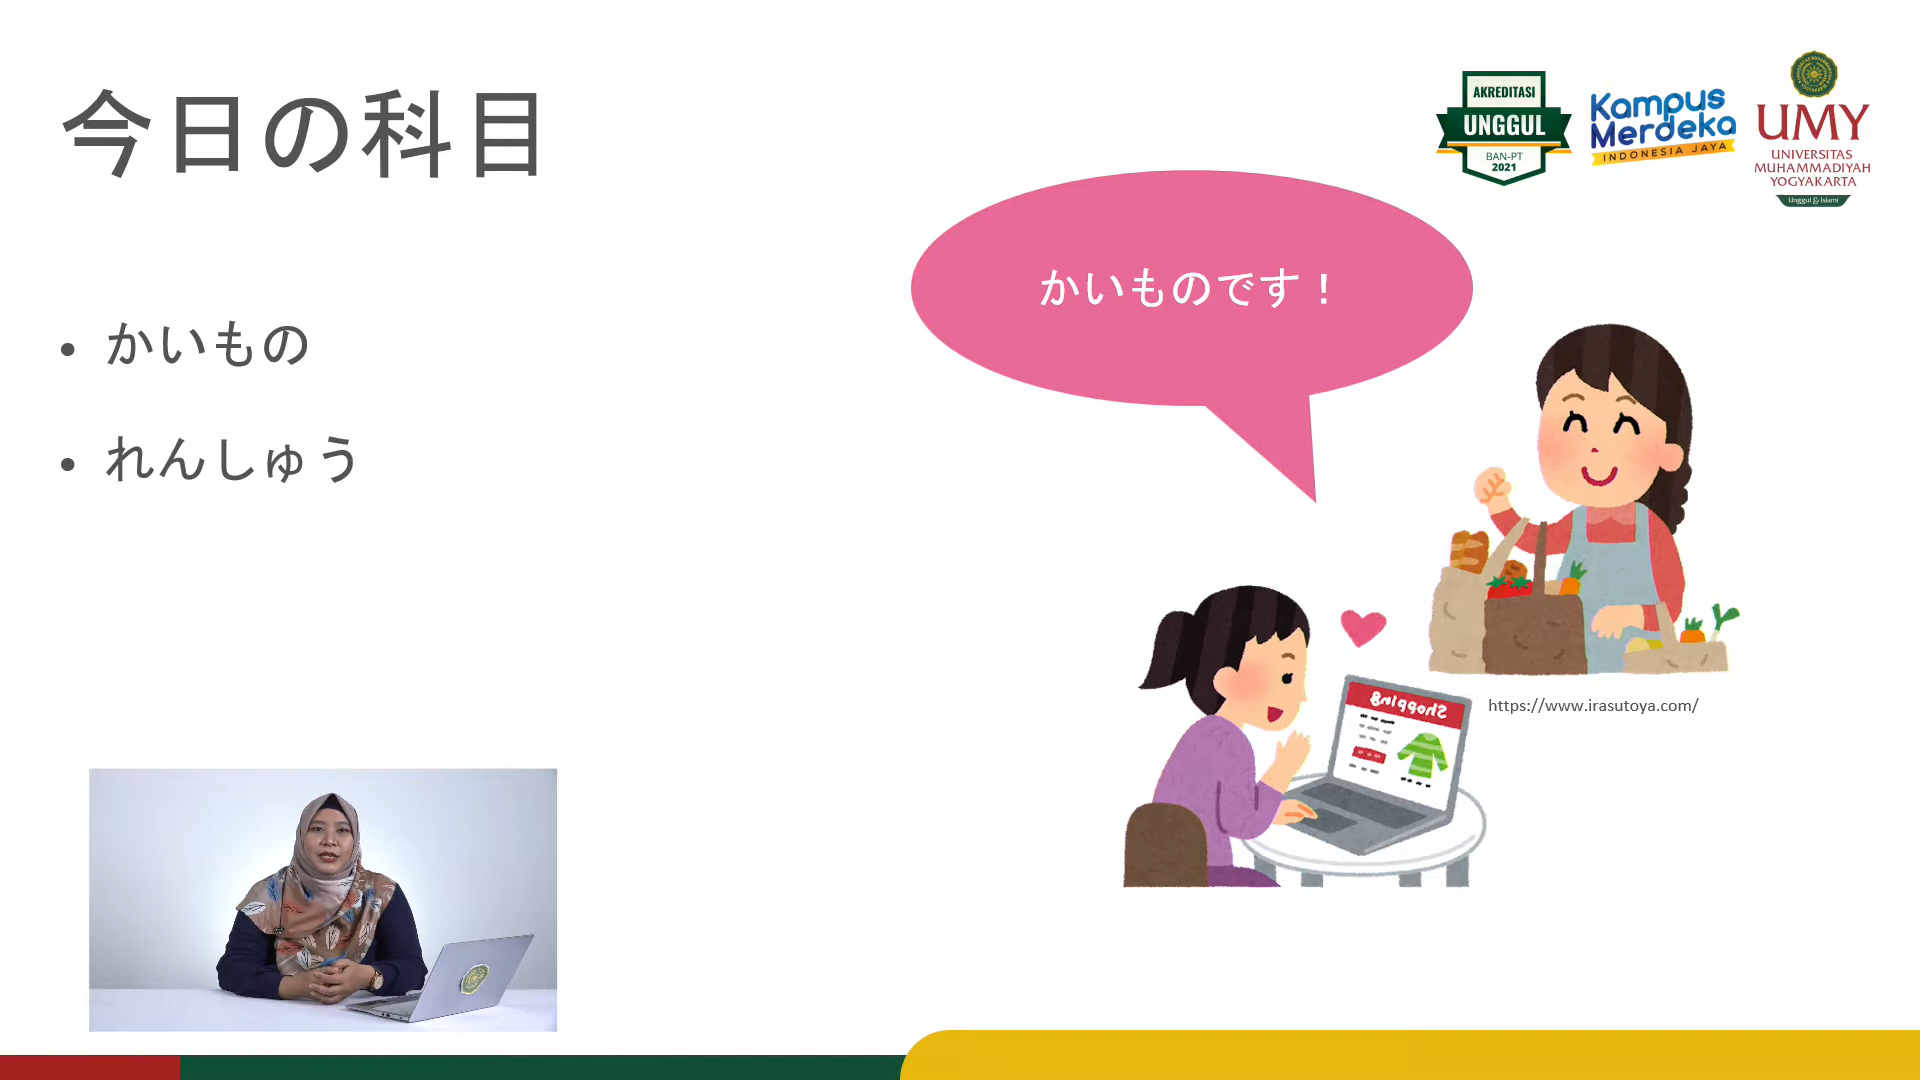 今日の科目
AKREDITASI
UNGGUL
BAN-PT
2021
Kampus
Merdeka
INDONESIA JAYA
UMY
UNIVERSITAS
MUHAMMADIYAH
YOGYAKARTA
Unggul & Islami
かいものです！
• かいもの
• れんしゅう
Shopping
https://www.irasutoya.com/